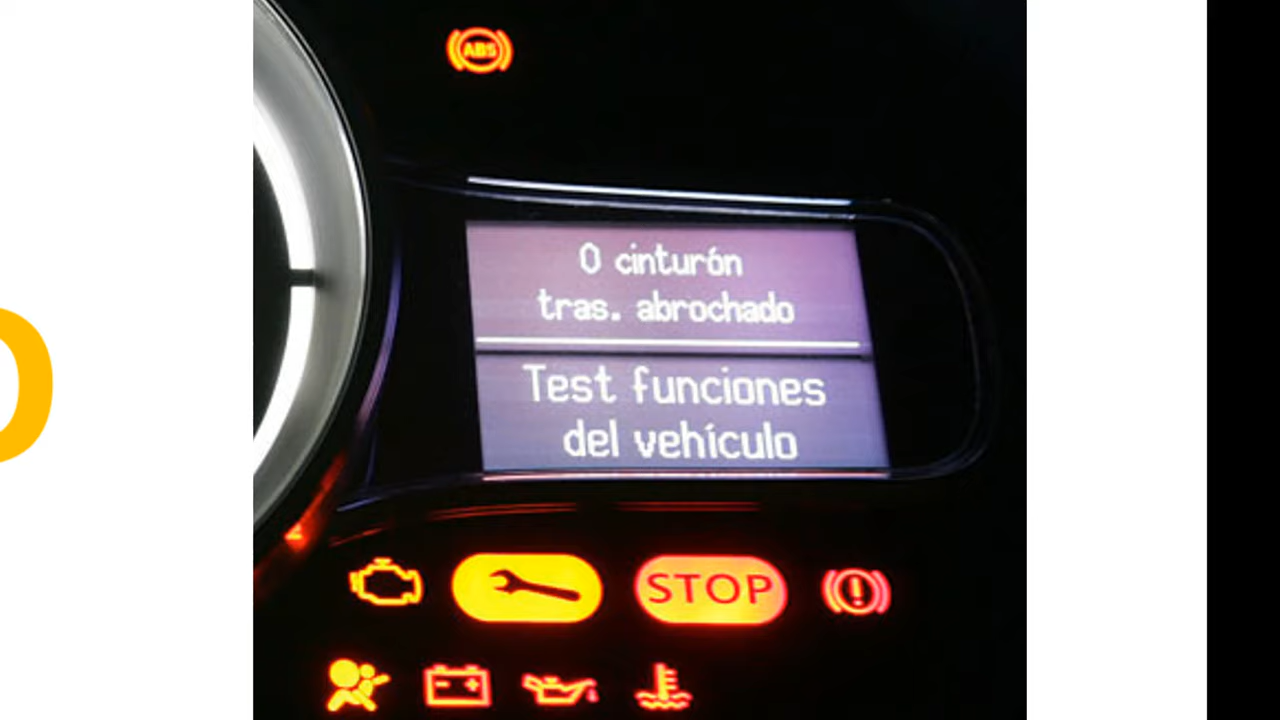 ABS
0 cinturón
tras. abrochado
Test funciones
del vehículo
STOP